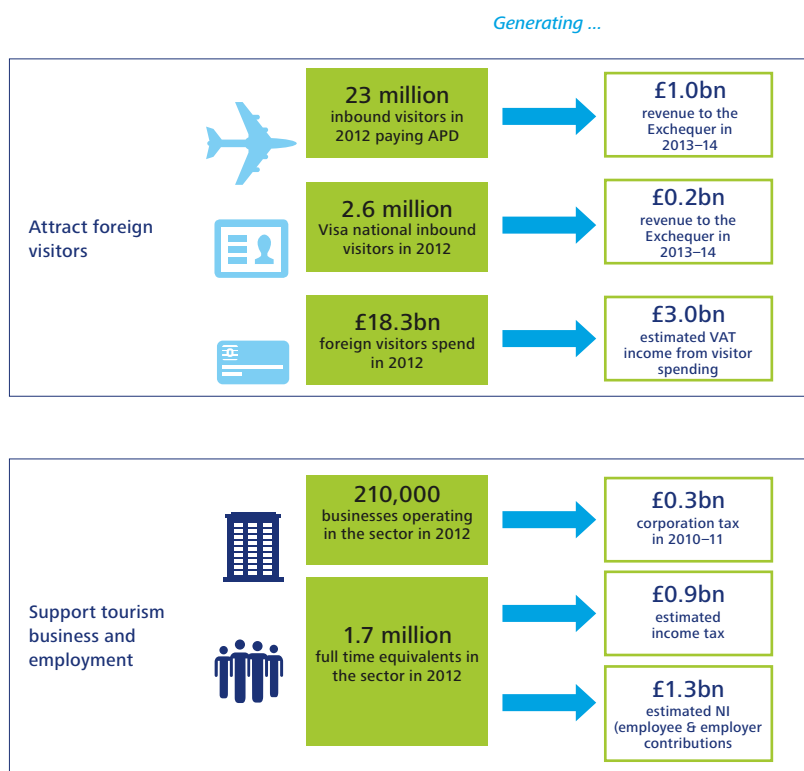 Generating ...
Attract foreign
visitors
23 million
inbound visitors in
2012 paying APD
£1.0bn
revenue to the
Exchequer in
2013–14
2.6 million
Visa national inbound
visitors in 2012
£0.2bn
revenue to the
Exchequer in
2013–14
£18.3bn
foreign visitors spend
in 2012
£3.0bn
estimated VAT
income from visitor
spending
Support tourism
business and
employment
210,000
businesses operating
in the sector in 2012
£0.3bn
corporation tax
in 2010–11
1.7 million
full time equivalents in
the sector in 2012
£0.9bn
estimated
income tax
£1.3bn
estimated NI
(employee & employer
contributions